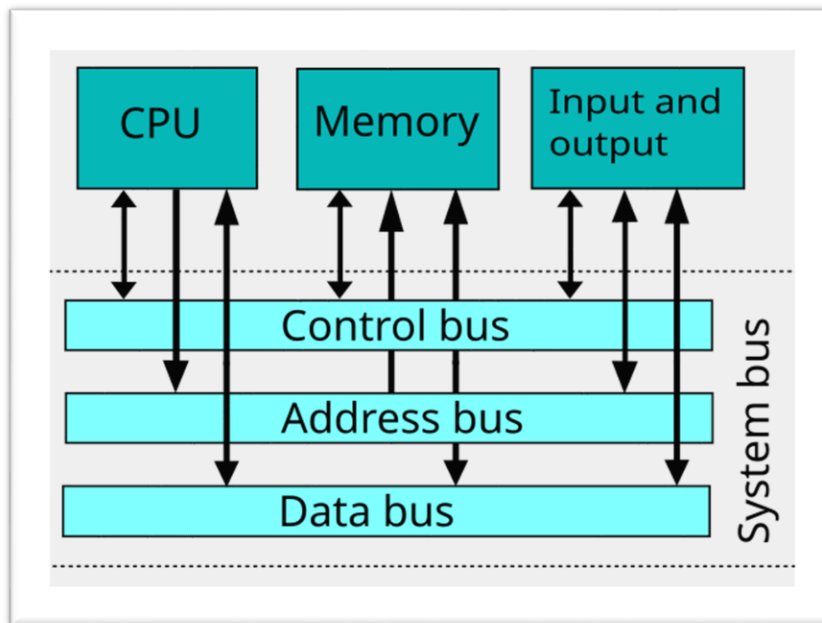 CPU
Memory
Input and
output
Control bus
Address bus
Data bus
System bus